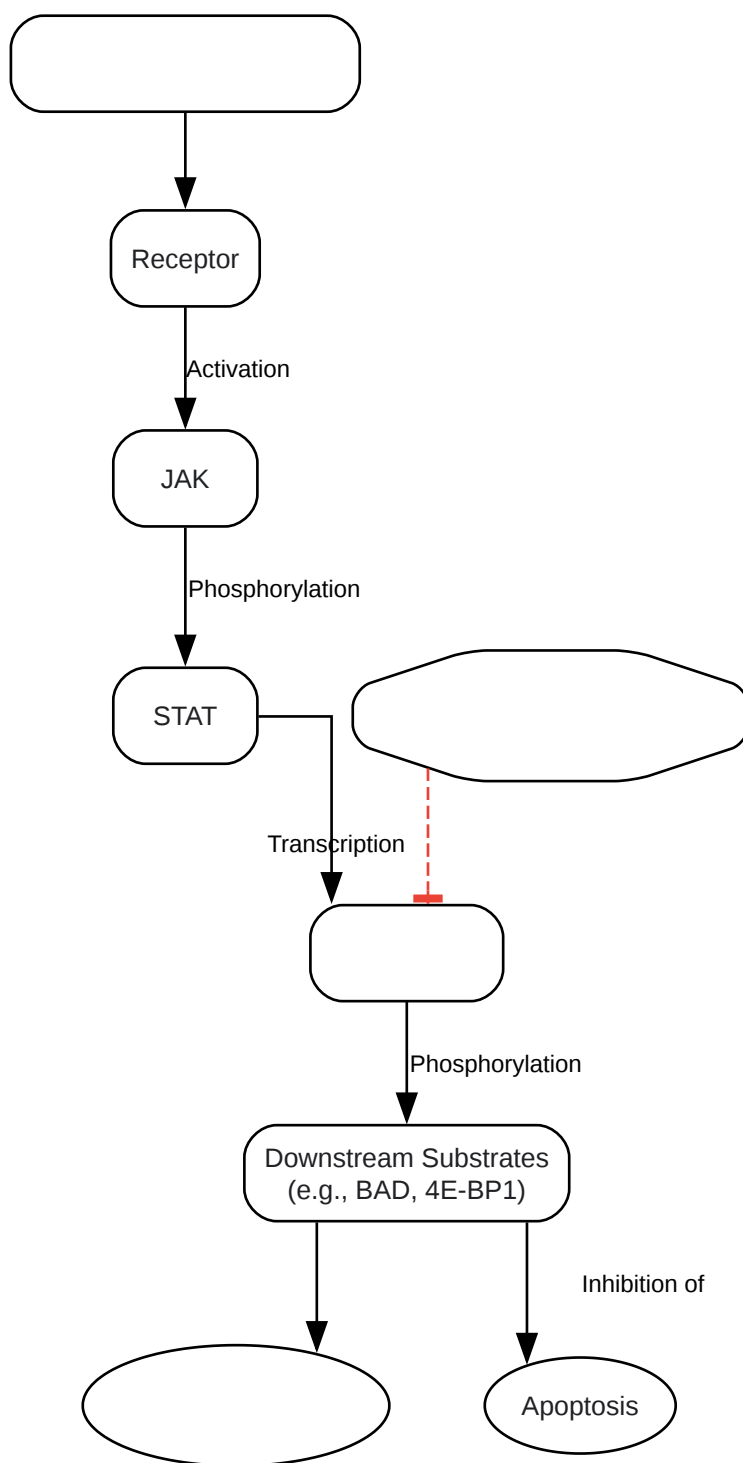 Receptor
Activation
JAK
Phosphorylation
STAT
Transcription
Phosphorylation
Downstream Substrates
(e.g., BAD, 4E-BP1)
Inhibition of
Apoptosis